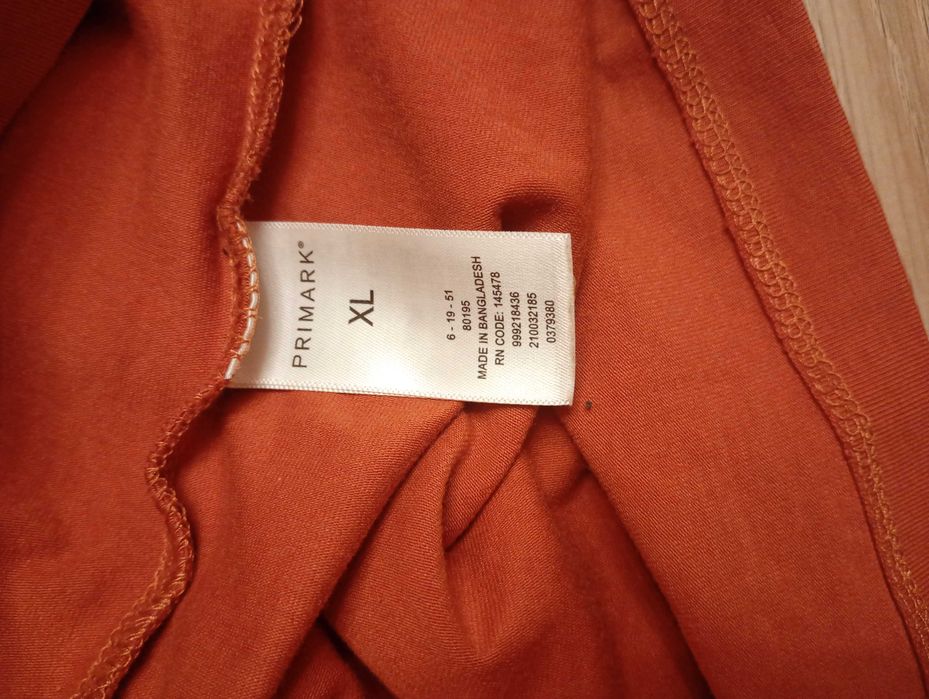 PRIMARK®
XL
6 - 19 - 51
80195
MADE IN BANGLADESH
RN CODE: 145478
999218436
210032185
0379380